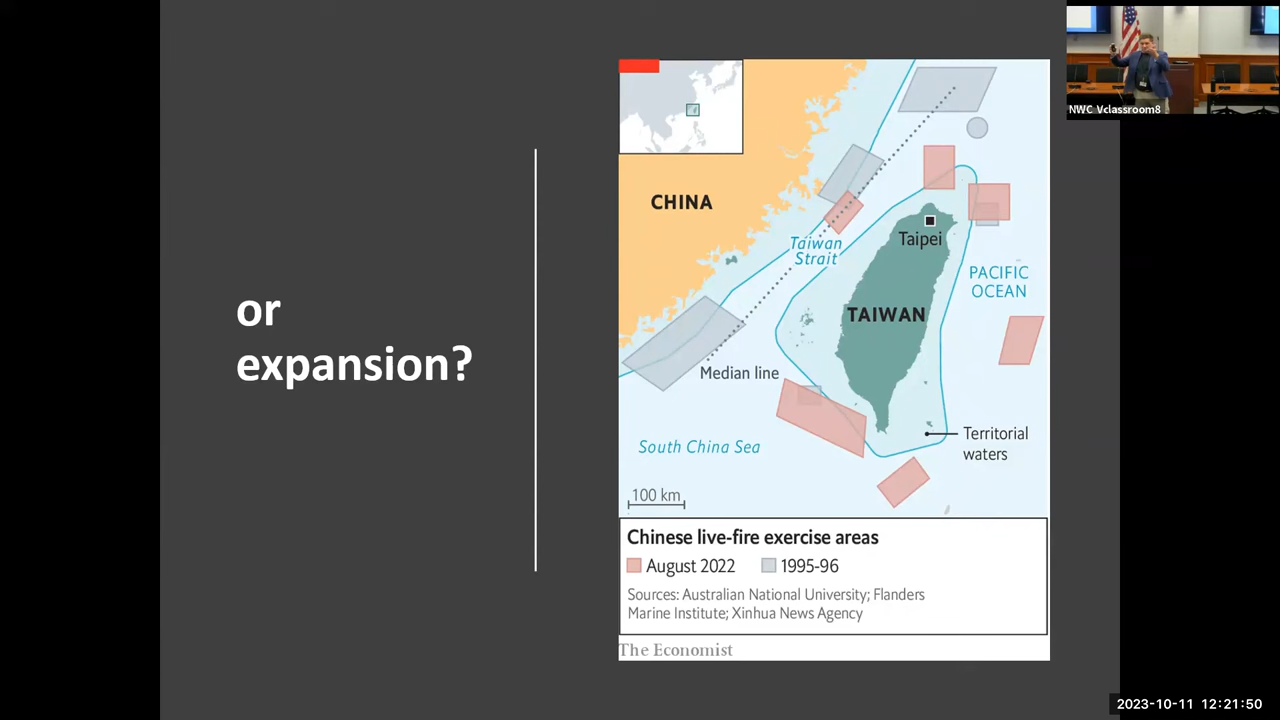 or
expansion?
CHINA
Taiwan
Strait
Taipei
PACIFIC
OCEAN
TAIWAN
Median line
South China Sea
Territorial
waters
100 km
Chinese live-fire exercise areas
August 2022 1995-96
Sources: Australian National University; Flanders
Marine Institute; Xinhua News Agency
The Economist
NWC Vclassroom8
2023-10-11 12:21:50